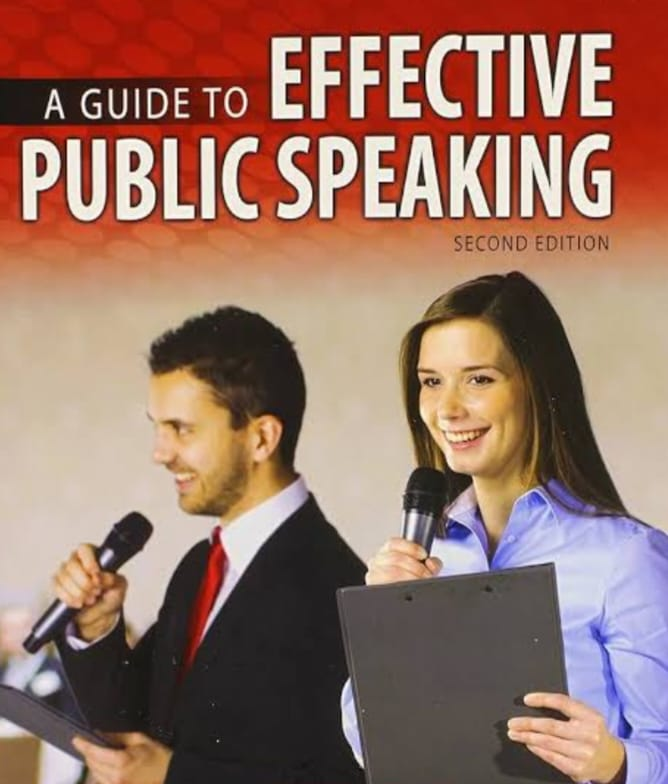 A GUIDE TO EFFECTIVE
PUBLIC SPEAKING
SECOND EDITION